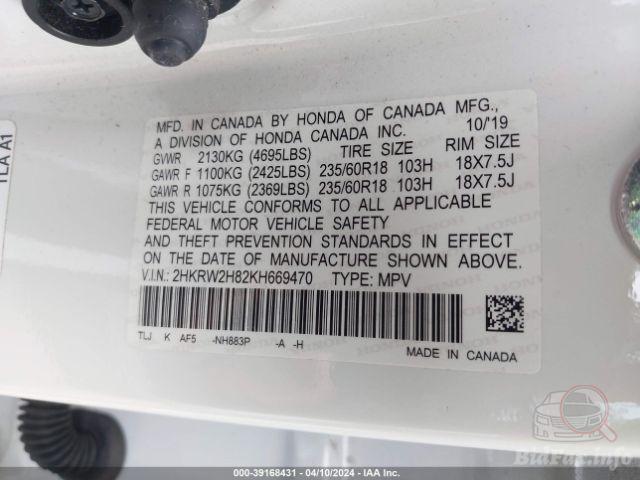 MFD. IN CANADA BY HONDA OF CANADA MFG.,
A DIVISION OF HONDA CANADA INC. 10/'19
GVWR 2130KG (4695LBS) TIRE SIZE RIM SIZE
GAWR F 1100KG (2425LBS) 235/60R18 103H 18X7.5J
GAWR R 1075KG (2369LBS) 235/60R18 103H 18X7.5J
THIS VEHICLE CONFORMS TO ALL APPLICABLE
FEDERAL MOTOR VEHICLE SAFETY
AND THEFT PREVENTION STANDARDS IN EFFECT
ON THE DATE OF MANUFACTURE SHOWN ABOVE.
V.I.N.: 2HKRW2H82KH669470 TYPE: MPV
TLJ K AF5 -NH883P -A -H
MADE IN CANADA
TLA A1
BidFax.info
000-39168431 - 04/10/2024 - IAA Inc.